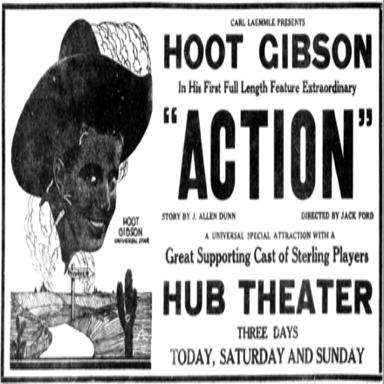 CARL LAEMMLE PRESENTS
HOOT GIBSON
In His First Full Length Feature Extraordinary
"ACTION"
STORY BY J. ALLEN DUNN
DIRECTED BY JACK FORD
A UNIVERSAL SPECIAL ATTRACTION WITH A
Great Supporting Cast of Sterling Players
HUB THEATER
THREE DAYS
TODAY, SATURDAY AND SUNDAY
HOOT
GIBSON
UNIVERSAL STAR